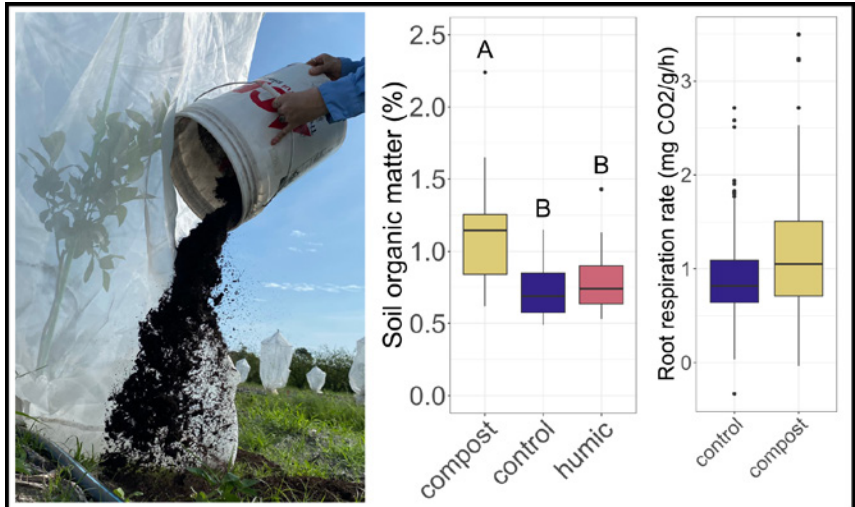 Soil organic matter (%)
2.5
2.0
1.5
1.0
0.5
0.0
A
B
B
compost
control
humic
Root respiration rate (mg CO2/g/h)
3
2
1
0
control
compost